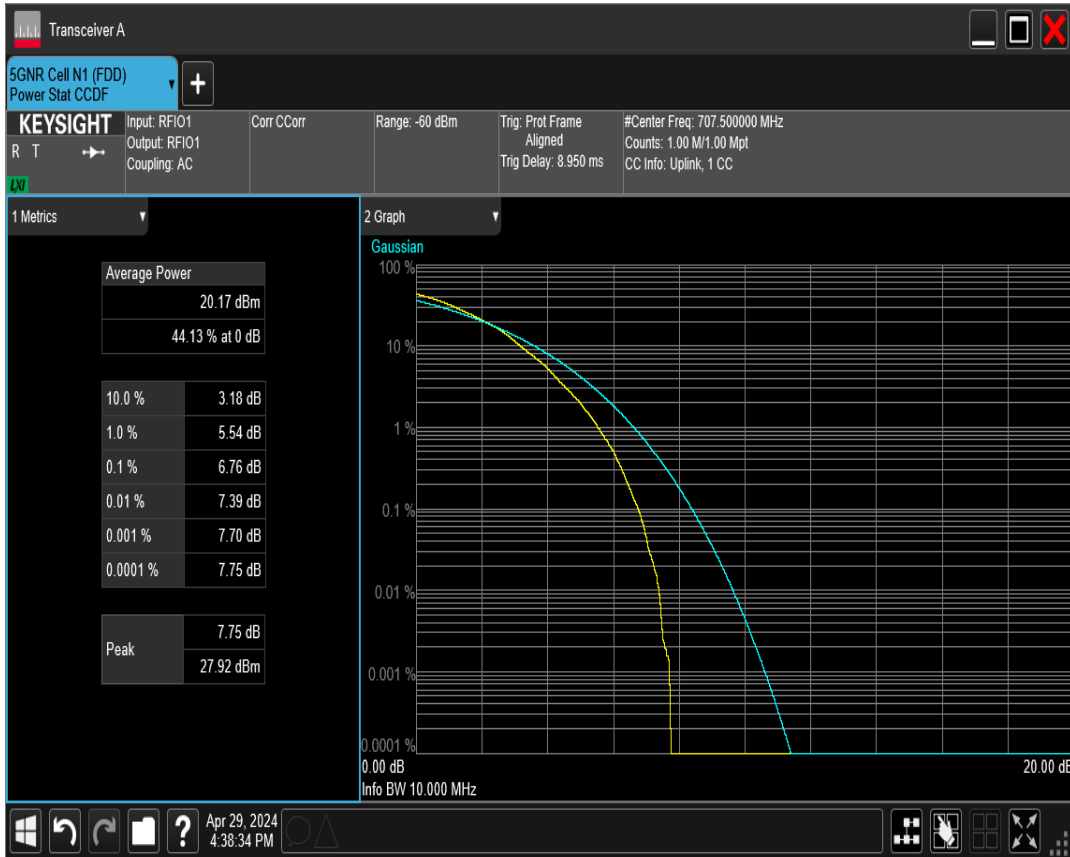 Transceiver A
5GNR Cell N1 (FDD)
Power Stat CCDF
+
KEYSIGHT
R T
LXI
Input: RFIO1
Output: RFIO1
Coupling: AC
Corr CCorr
Range: -60 dBm
Trig: Prot Frame
Aligned
Trig Delay: 8.950 ms
#Center Freq: 707.500000 MHz
Counts: 1.00 M/1.00 Mpt
CC Info: Uplink, 1 CC
1 Metrics
Average Power
20.17 dBm
44.13 % at 0 dB
10.0 % 3.18 dB
1.0 % 5.54 dB
0.1 % 6.76 dB
0.01 % 7.39 dB
0.001 % 7.70 dB
0.0001 % 7.75 dB
Peak
7.75 dB
27.92 dBm
2 Graph
Gaussian
100 %
10 %
1 %
0.1 %
0.01 %
0.001 %
0.0001 %
0.00 dB
20.00 dB
Info BW 10.000 MHz
?
Apr 29, 2024
4:38:34 PM